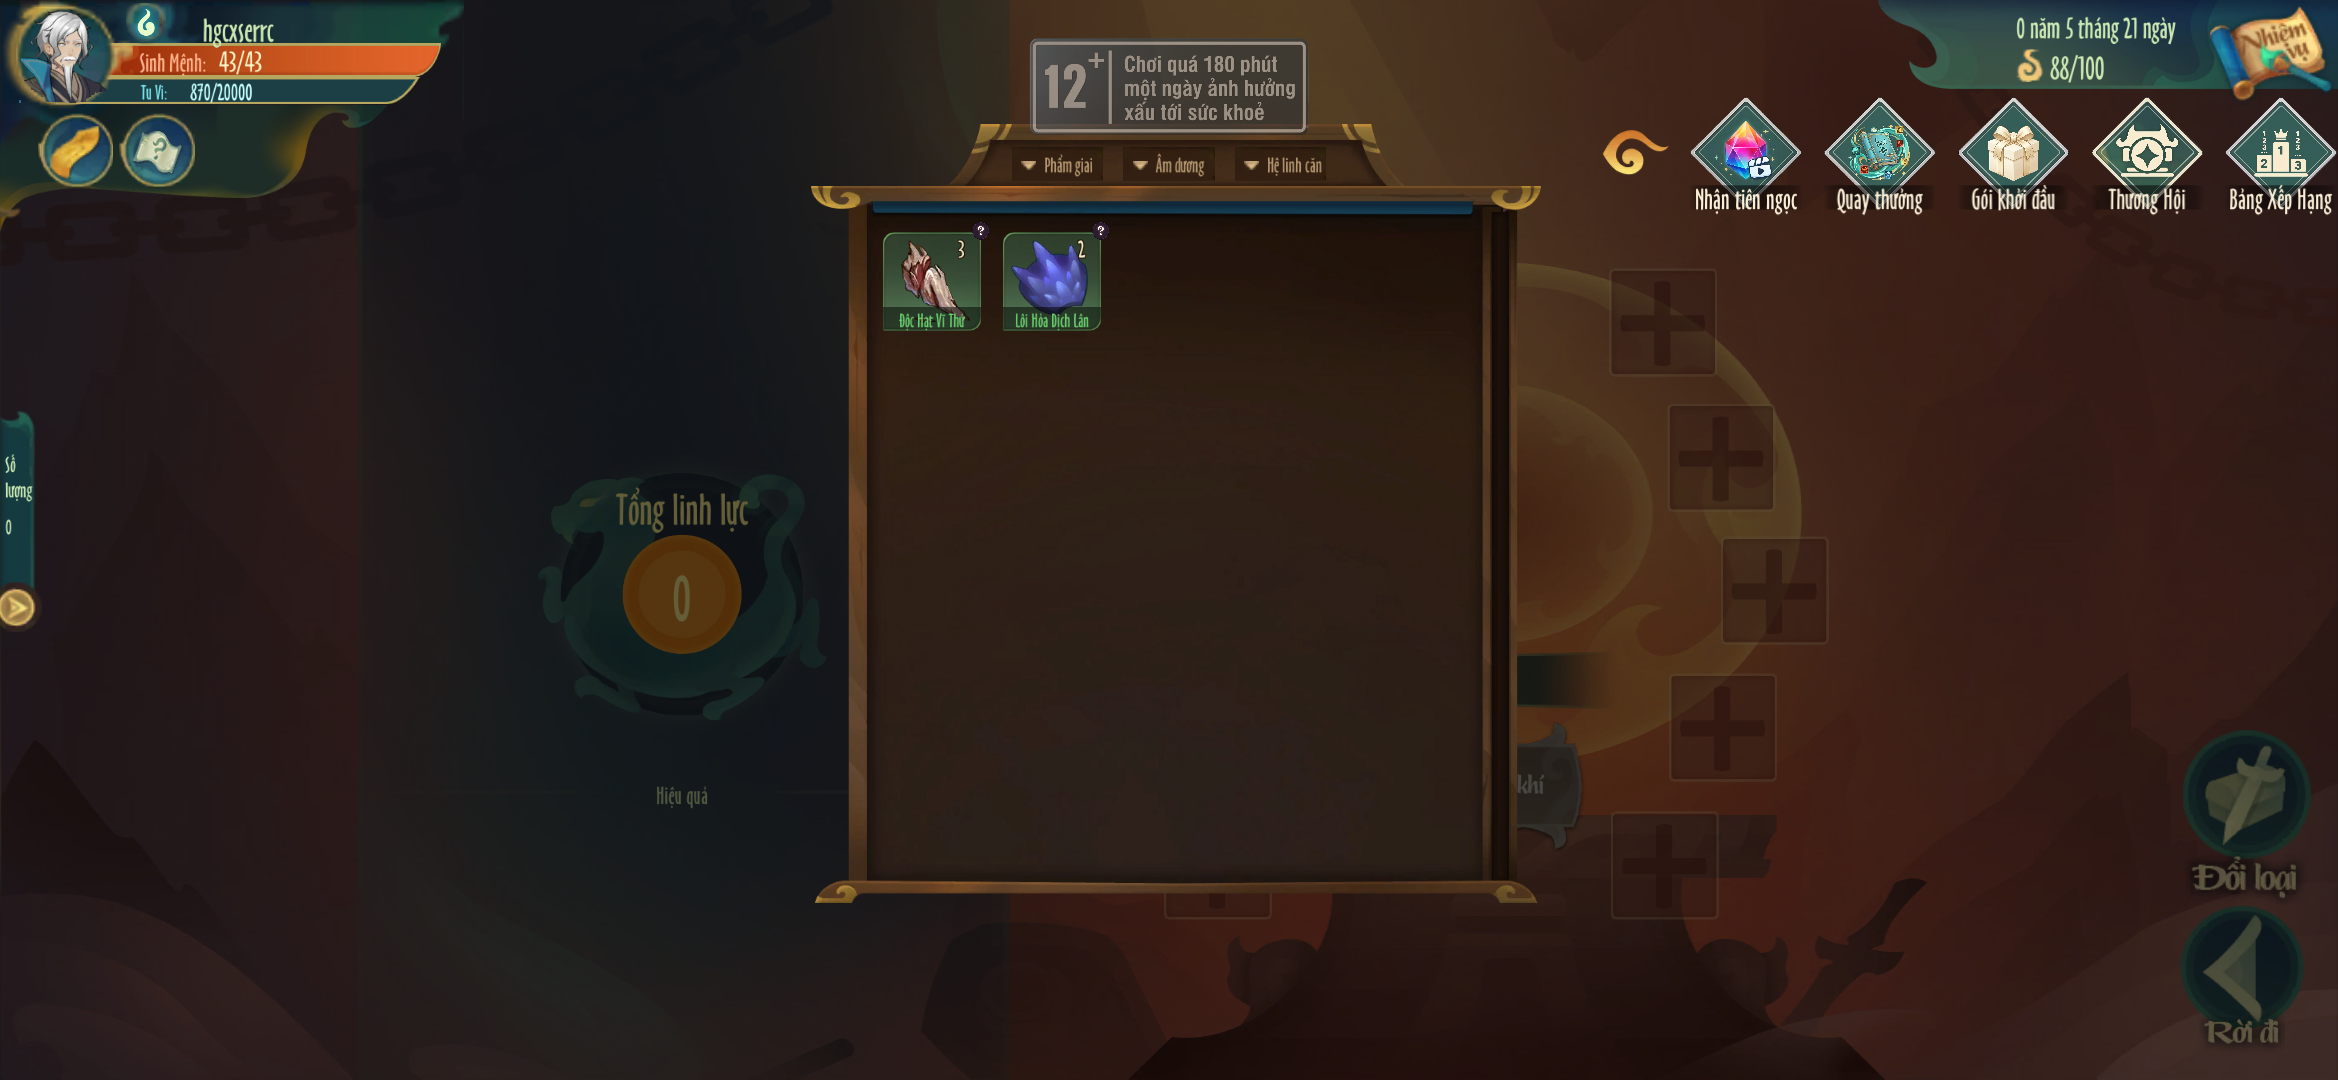 hgcxserrc
Sinh Mệnh: 43/43
Tu Vi: 870/20000
12+
Chơi quá 180 phút
một ngày ảnh hưởng
xấu tới sức khoẻ
0 năm 5 tháng 21 ngày
88/100
Nhiệm vụ
Phẩm giai
Âm dương
Hệ linh căn
Nhận tiên ngọc
Quay thưởng
Gói khởi đầu
Thương Hội
Bảng Xếp Hạng
3
Độc Hạt Vĩ Thứ
2
Lôi Hỏa Dịch Lân
Số
lượng
0
Tổng linh lực
0
Hiệu quả
khí
Đổi loại
Rời đi